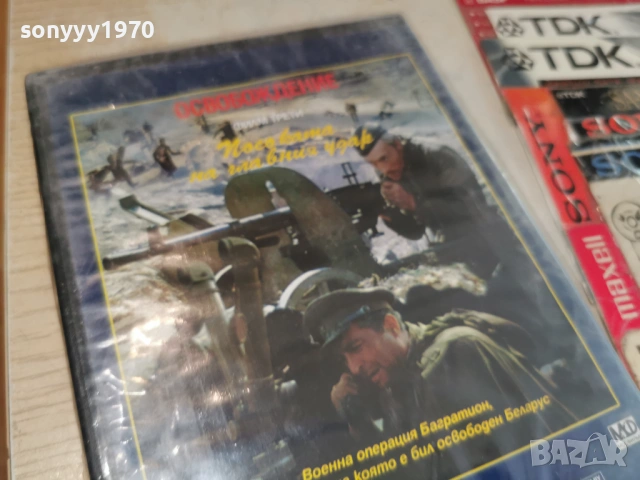 sonyyy1970
ОСВОБОЖДЕНИЕ
Посоката
на главния удар
Военна операция Багратион,
която е бил освободен Беларус
TDK
TDK
TDK
SONY
maxell
BAZAR
bg